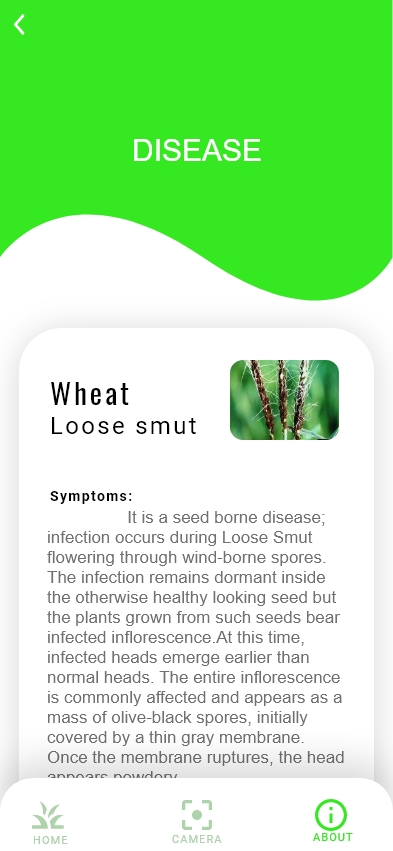 DISEASE
Wheat
Loose smut
Symptoms:
It is a seed borne disease;
infection occurs during Loose Smut
flowering through wind-borne spores.
The infection remains dormant inside
the otherwise healthy looking seed but
the plants grown from such seeds bear
infected inflorescence.At this time,
infected heads emerge earlier than
normal heads. The entire inflorescence
is commonly affected and appears as a
mass of olive-black spores, initially
covered by a thin gray membrane.
Once the membrane ruptures, the head
appears powdery
HOME
CAMERA
ABOUT